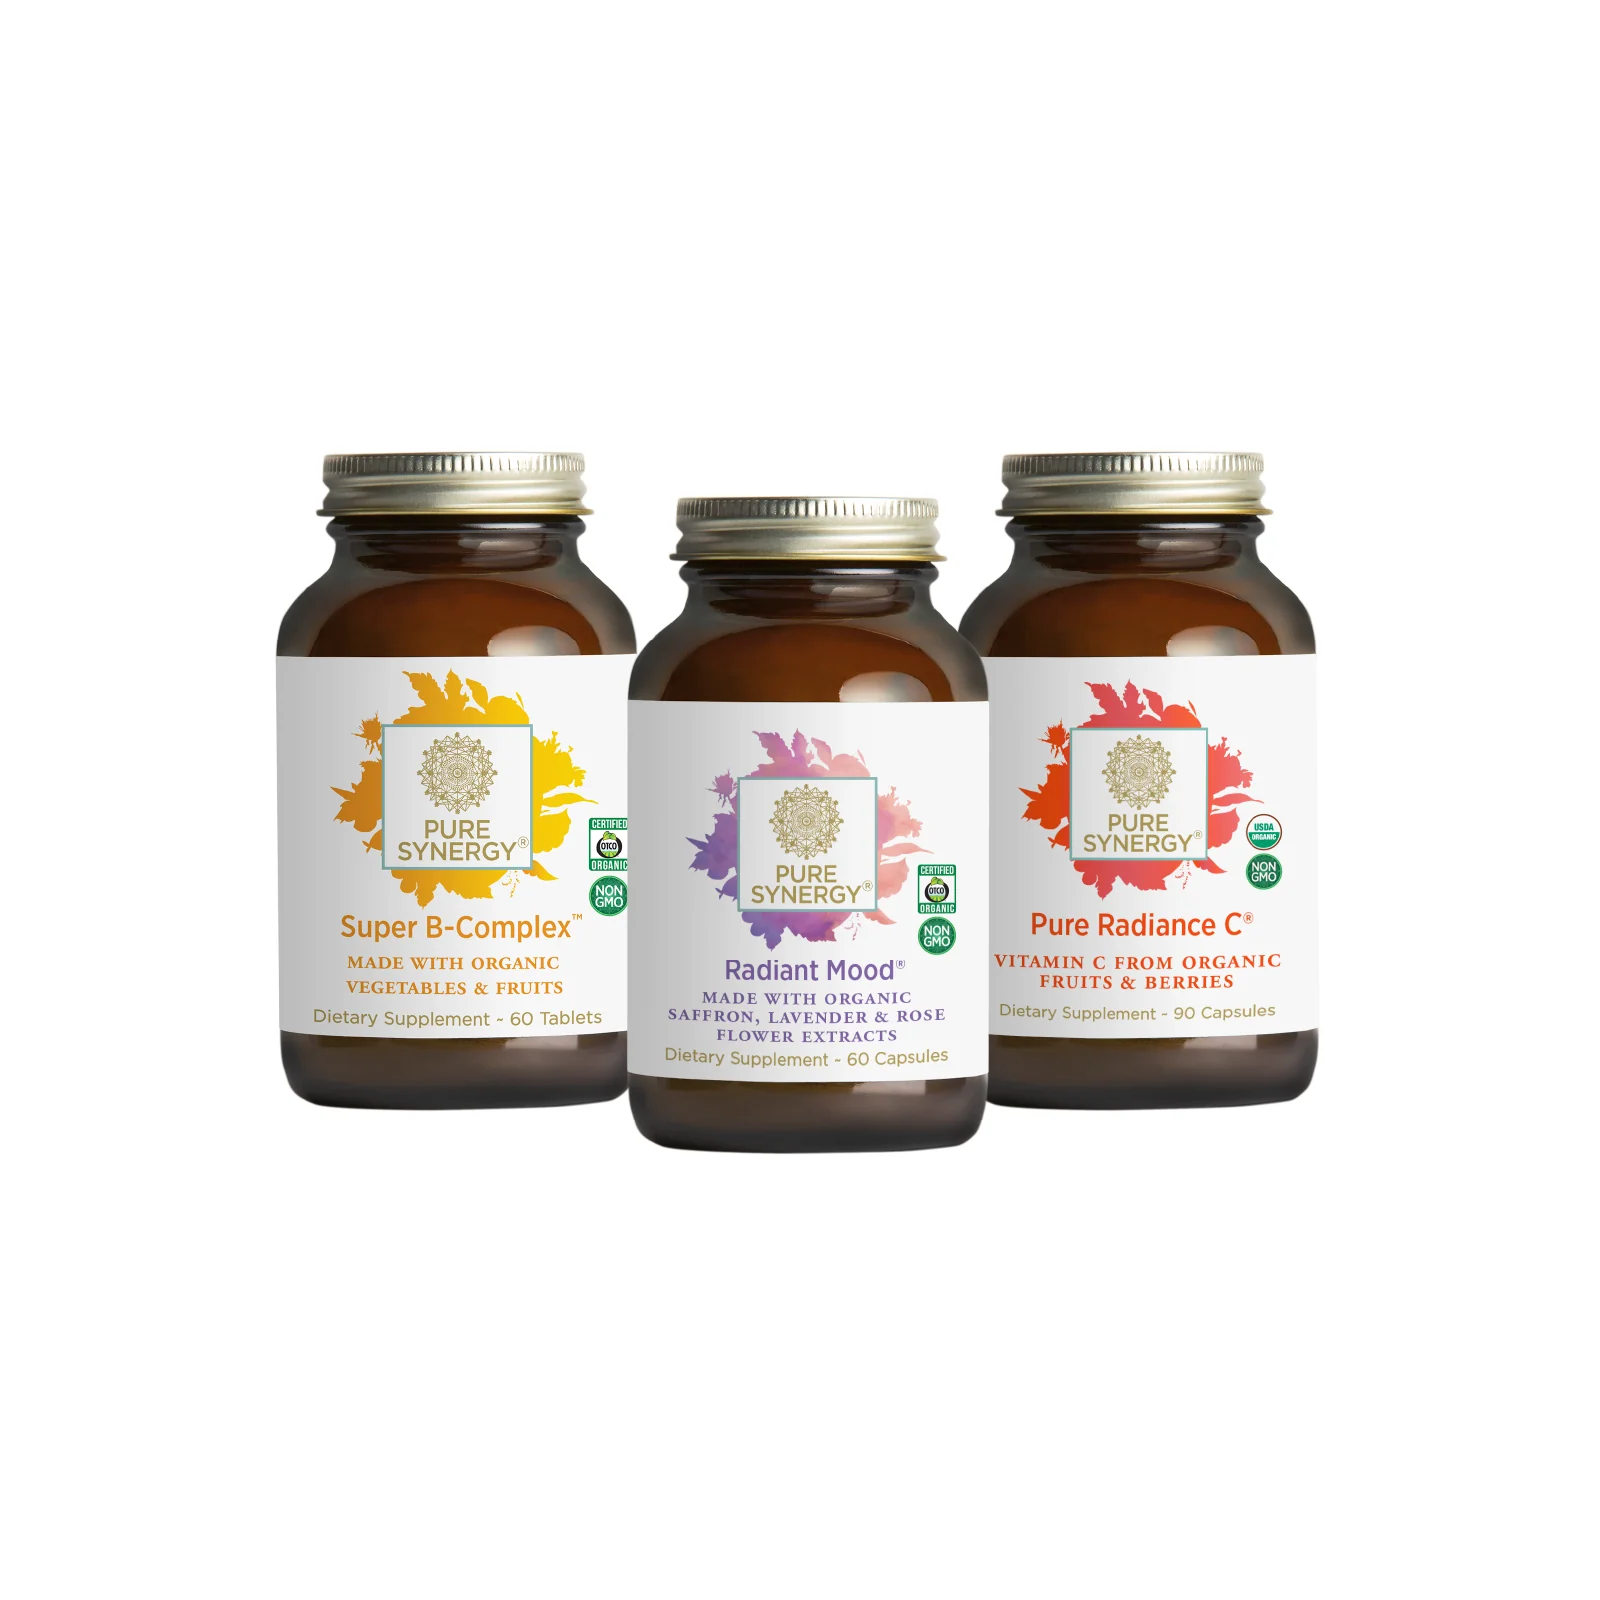 PURE
SYNERGY®
CERTIFIED
OTCO
ORGANIC
NON
GMO
Super B-Complex™
MADE WITH ORGANIC
VEGETABLES & FRUITS
Dietary Supplement ~ 60 Tablets
PURE
SYNERGY®
CERTIFIED
OTCO
ORGANIC
NON
GMO
Radiant Mood®
MADE WITH ORGANIC
SAFFRON, LAVENDER & ROSE
FLOWER EXTRACTS
Dietary Supplement ~ 60 Capsules
PURE
SYNERGY®
USDA
ORGANIC
NON
GMO
Pure Radiance C®
VITAMIN C FROM ORGANIC
FRUITS & BERRIES
Dietary Supplement ~ 90 Capsules